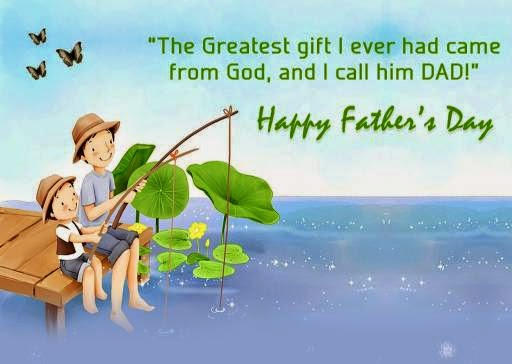 "The Greatest gift I ever had came
from God, and I call him DAD!"
Happy Father's Day